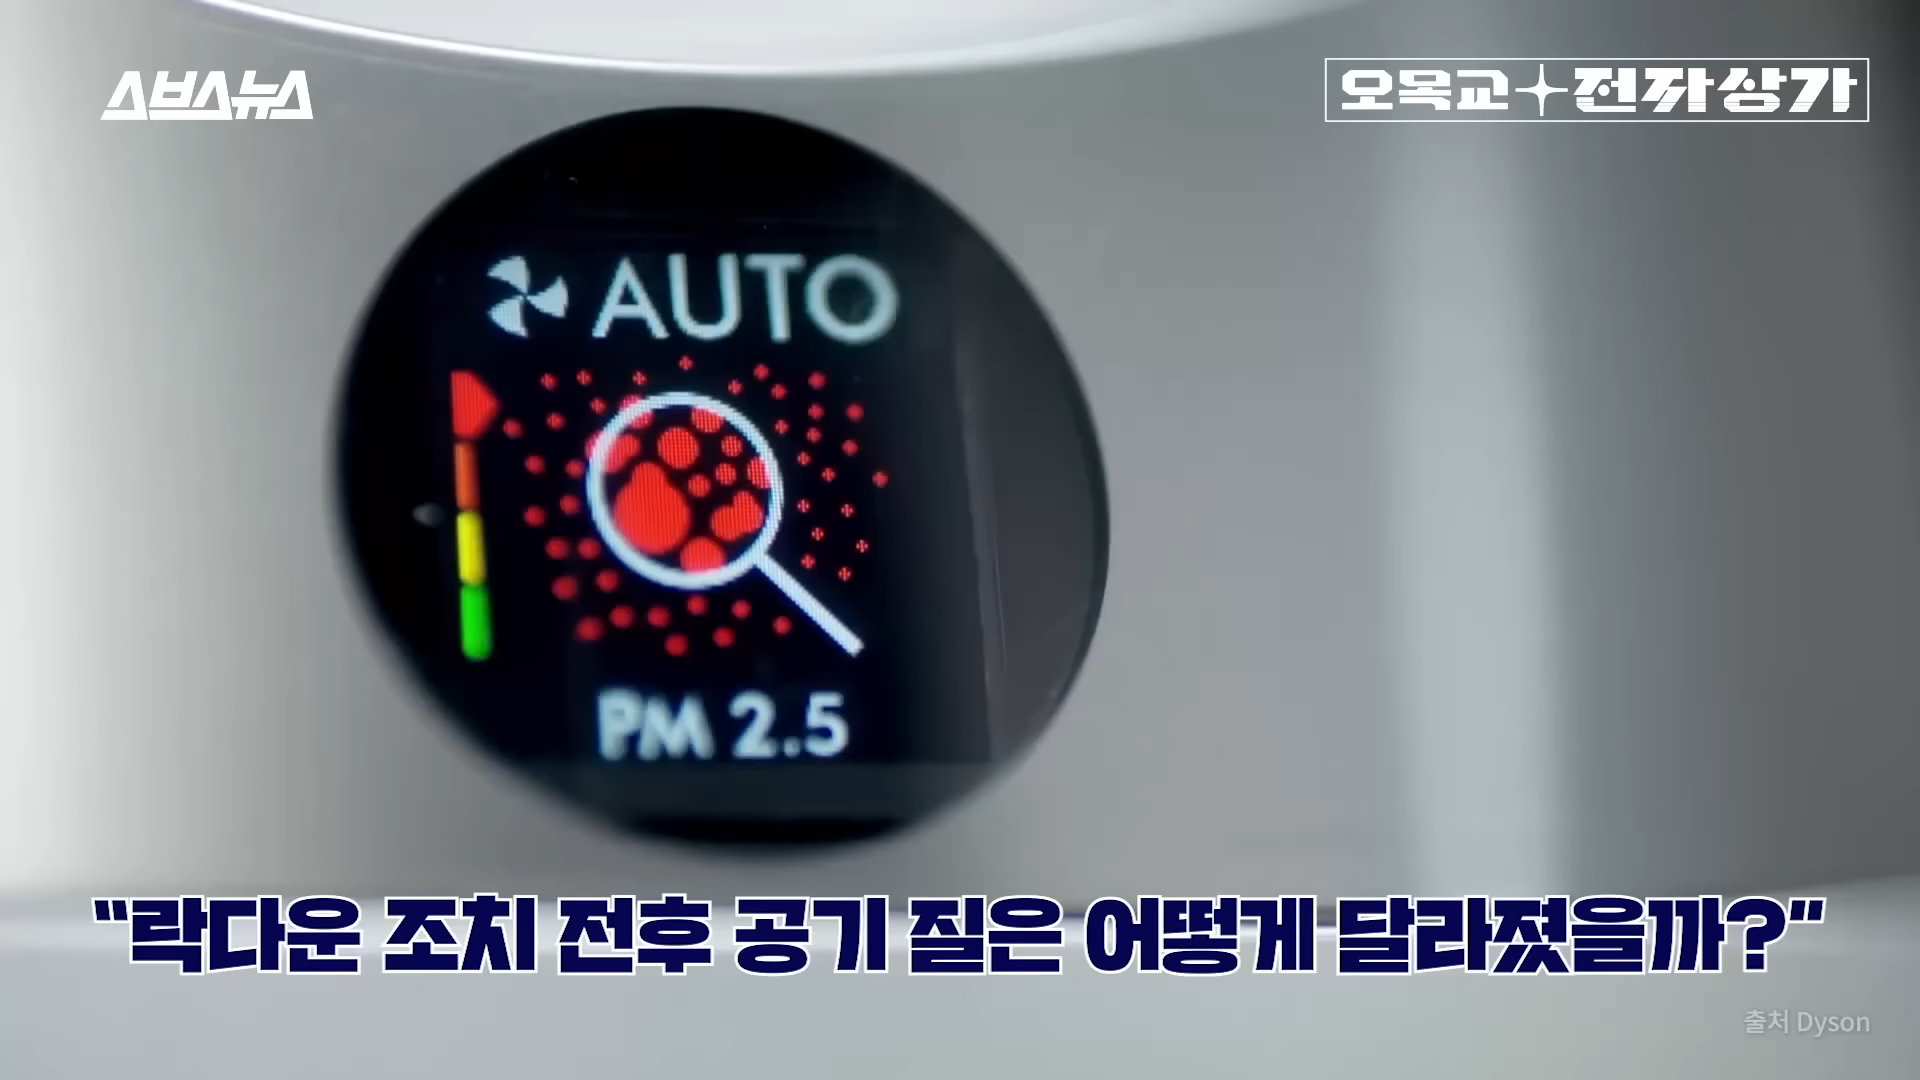 스브스뉴스
오목교 전자상가
AUTO
PM 2.5
"락다운 조치 전후 공기 질은 어떻게 달라졌을까?"
출처 Dyson